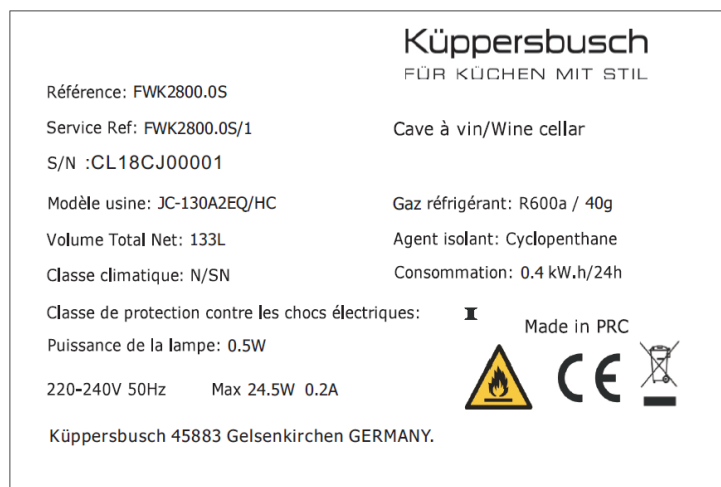 Küppersbusch
FÜR KÜCHEN MIT STIL
Référence: FWK2800.0S
Service Ref: FWK2800.0S/1
Cave à vin/Wine cellar
S/N :CL18CJ00001
Modèle usine: JC-130A2EQ/HC
Gaz réfrigérant: R600a / 40g
Volume Total Net: 133L
Agent isolant: Cyclopenthane
Classe climatique: N/SN
Consommation: 0.4 kW.h/24h
Classe de protection contre les chocs électriques: I
Made in PRC
Puissance de la lampe: 0.5W
CE
220-240V 50Hz Max 24.5W 0.2A
Küppersbusch 45883 Gelsenkirchen GERMANY.